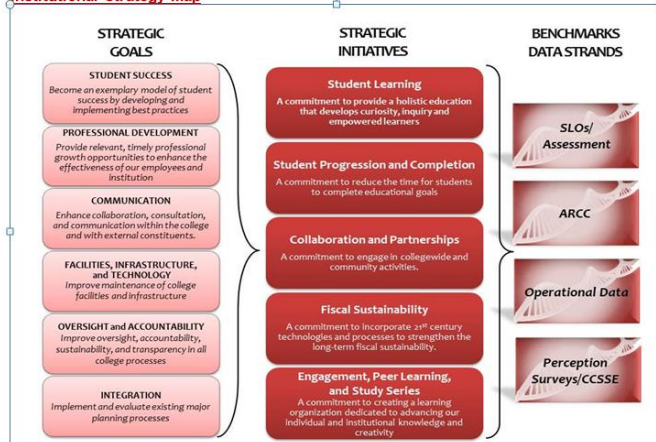 Institutional Strategy Map
STRATEGIC
GOALS
STUDENT SUCCESS
Become an exemplary model of student
success by developing and
implementing best practices
PROFESSIONAL DEVELOPMENT
Provide relevant, timely professional
growth opportunities to enhance the
effectiveness of our employees and
institution
COMMUNICATION
Enhance collaboration, consultation,
and communication within the college
and with external constituents.
FACILITIES, INFRASTRUCTURE,
and TECHNOLOGY
Improve maintenance of college
facilities and infrastructure
OVERSIGHT and ACCOUNTABILITY
Improve oversight, accountability,
sustainability, and transparency in all
college processes
INTEGRATION
Implement and evaluate existing major
planning processes
STRATEGIC
INITIATIVES
Student Learning
A commitment to provide a holistic education
that develops curiosity, inquiry and
empowered learners
Student Progression and Completion
A commitment to reduce the time for students
to complete educational goals
Collaboration and Partnerships
A commitment to engage in collegewide and
community activities.
Fiscal Sustainability
A commitment to incorporate 21st century
technologies and processes to strengthen the
long-term fiscal sustainability.
Engagement, Peer Learning,
and Study Series
A commitment to creating a learning
organization dedicated to advancing our
individual and institutional knowledge and
creativity
BENCHMARKS
DATA STRANDS
SLOs/
Assessment
ARCC
Operational Data
Perception
Surveys/CCSSE